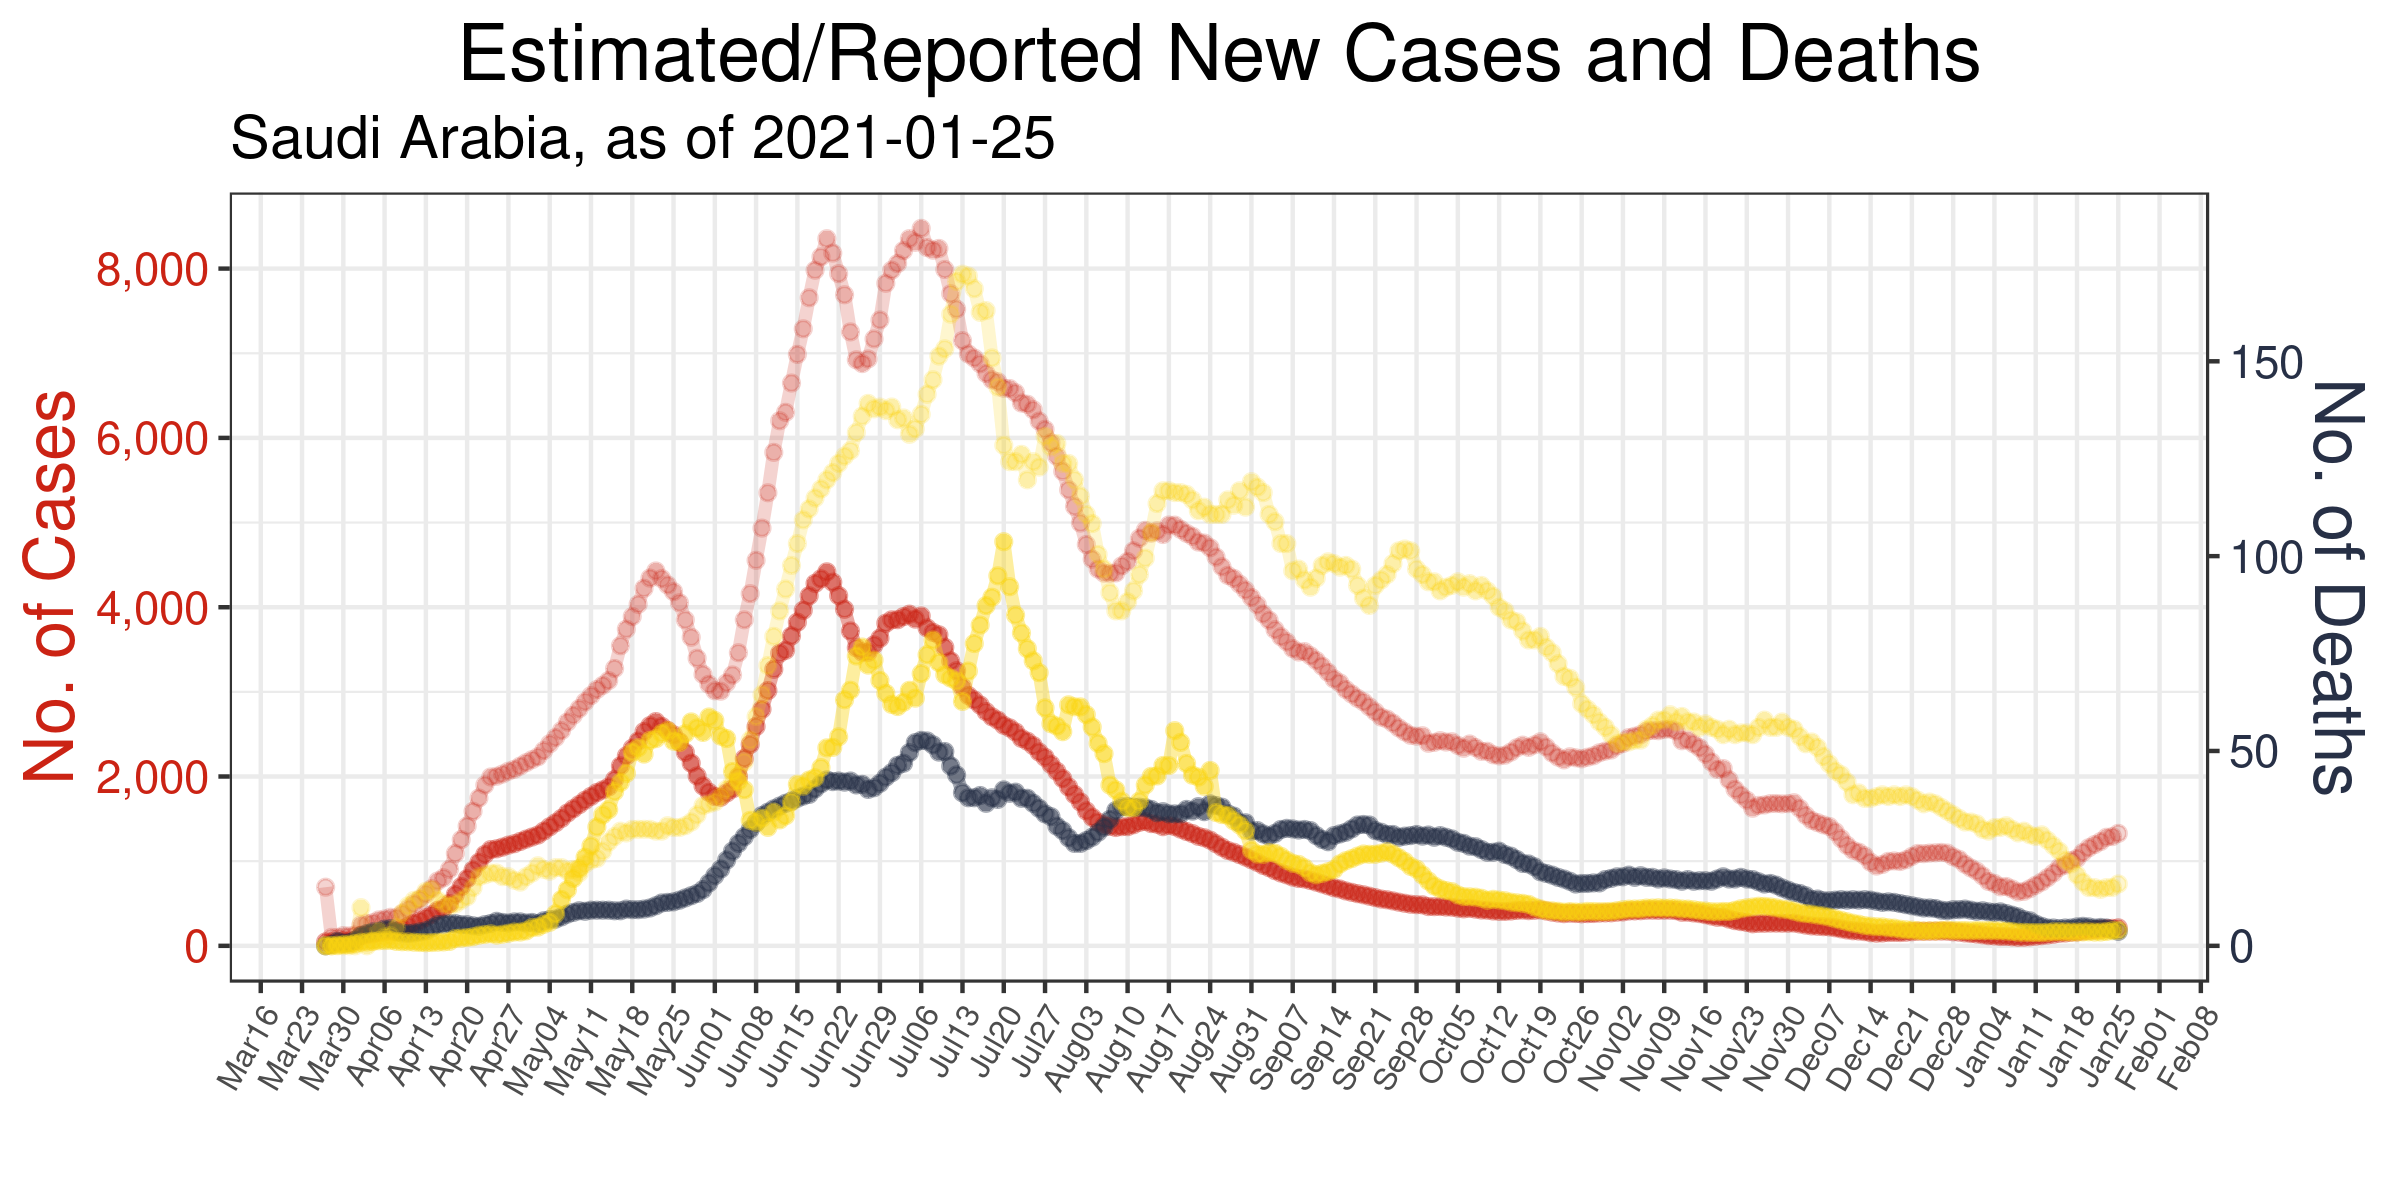 Estimated/Reported New Cases and Deaths
Saudi Arabia, as of 2021-01-25
No. of Cases
8,000
6,000
4,000
2,000
0
150
100
50
0
No. of Deaths
Mar16
Mar23
Mar30
Apr06
Apr13
Apr20
Apr27
May04
May11
May18
May25
Jun01
Jun08
Jun15
Jun22
Jun29
Jul06
Jul13
Jul20
Jul27
Aug03
Aug10
Aug17
Aug24
Aug31
Sep07
Sep14
Sep21
Sep28
Oct05
Oct12
Oct19
Oct26
Nov02
Nov09
Nov16
Nov23
Nov30
Dec07
Dec14
Dec21
Dec28
Jan04
Jan11
Jan18
Jan25
Feb01
Feb08